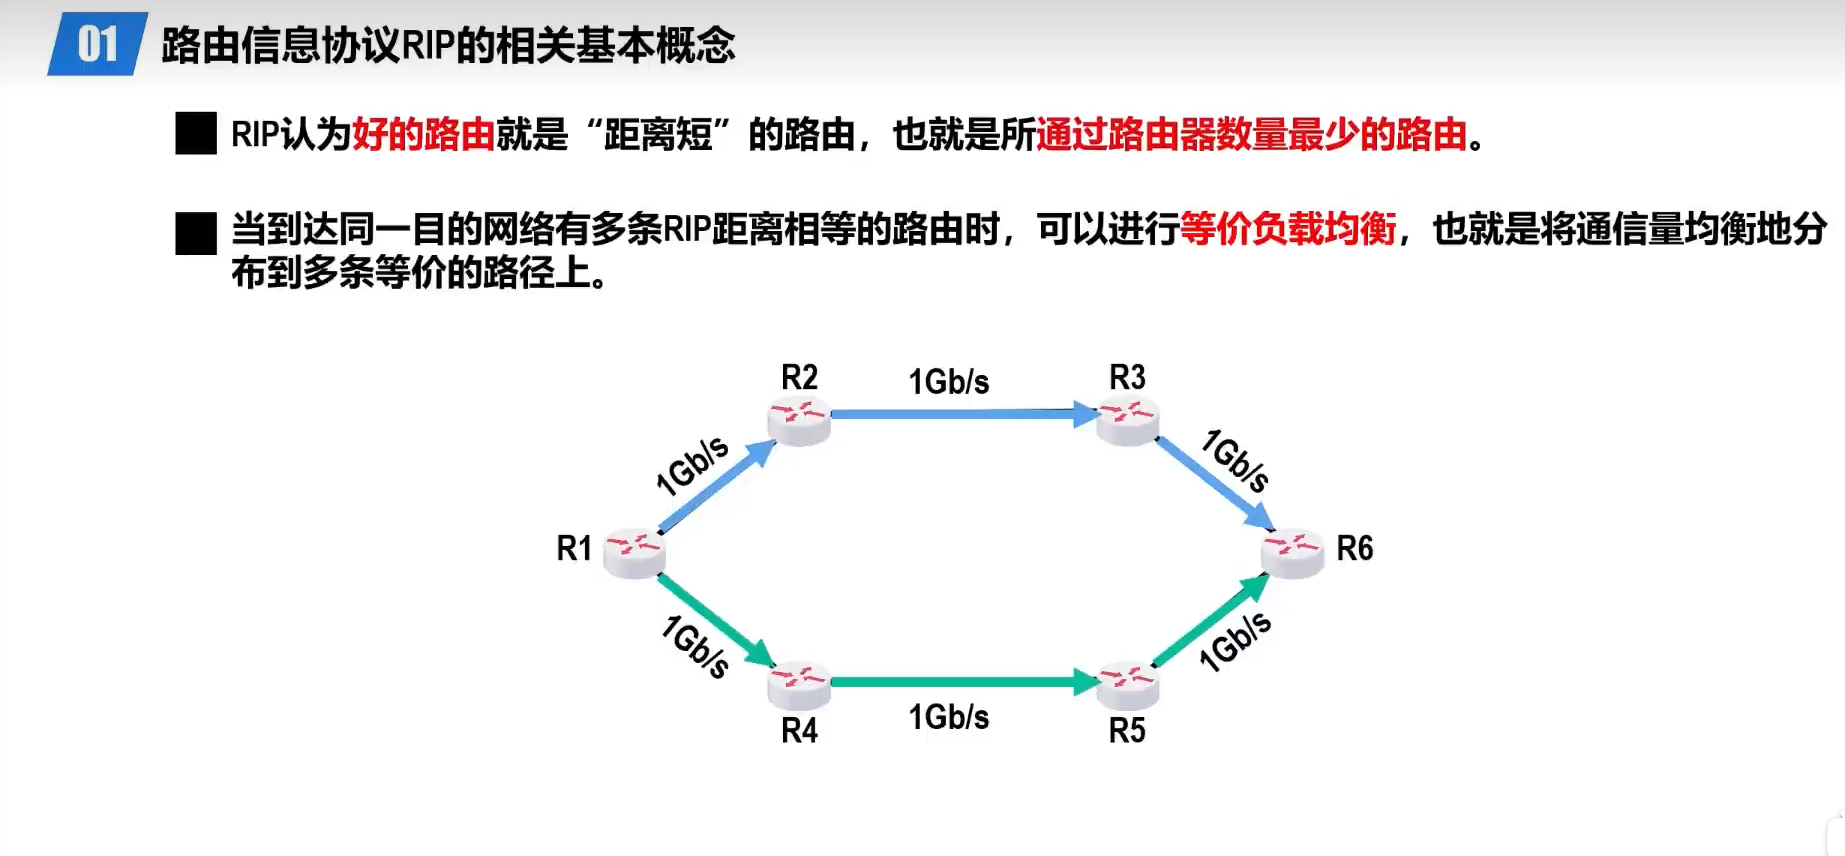 01 路由信息协议RIP的相关基本概念
RIP认为好的路由就是“距离短”的路由，也就是所通过路由器数量最少的路由。
当到达同一目的网络有多条RIP距离相等的路由时，可以进行等价负载均衡，也就是将通信量均衡地分
布到多条等价的路径上。
R2
1Gb/s
R3
1Gb/s
1Gb/s
R1
R6
1Gb/s
1Gb/s
R4
1Gb/s
R5